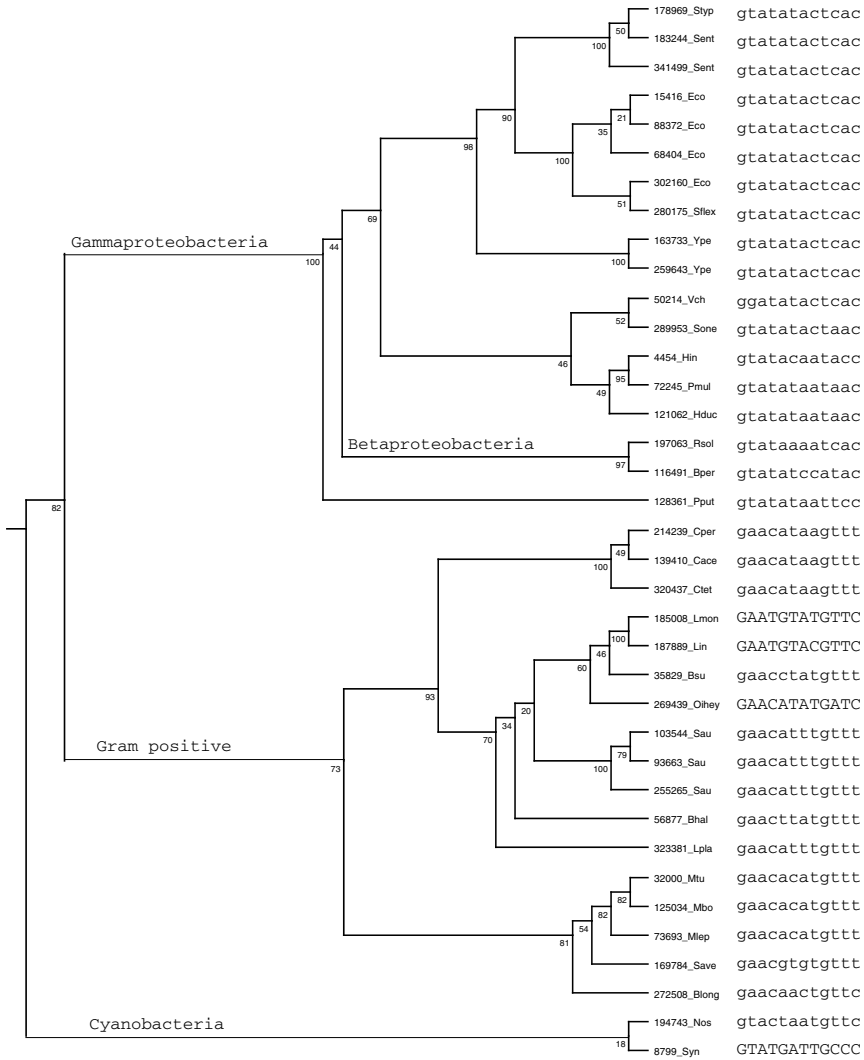 178969_Styp gtatatactcac
50
183244_Sent gtatatactcac
100
341499_Sent gtatatactcac
15416_Eco gtatatactcac
90
21
88372_Eco gtatatactcac
35
98
68404_Eco gtatatactcac
100
302160_Eco gtatatactcac
51
280175_Sflex gtatatactcac
69
Gammaproteobacteria
44
163733_Ype gtatatactcac
100
100
259643_Ype gtatatactcac
50214_Vch ggatatactcac
52
289953_Sone gtatatactaac
46
4454_Hin gtatacaatacc
95
72245_Pmul gtatataataac
49
121062_Hduc gtatataataac
Betaproteobacteria
197063_Rsol gtataaaatcac
97
116491_Bper gtatatccatac
82
128361_Pput gtatataattcc
214239_Cper gaacataagttt
49
139410_Cace gaacataagttt
100
320437_Ctet gaacataagttt
185008_Lmon GAATGTATGTTC
100
187889_Lin GAATGTACGTTC
46
60
35829_Bsu gaacctatgttt
93
269439_Oihey GAACATATGATC
20
34
103544_Sau gaacatttgttt
70
Gram positive
79
93663_Sau gaacatttgttt
73
100
255265_Sau gaacatttgttt
56877_Bhal gaacttatgttt
323381_Lpla gaacatttgttt
32000_Mtu gaacacatgttt
82
125034_Mbo gaacacatgttt
82
54
73693_Mlep gaacacatgttt
81
169784_Save gaacgtgtgttt
272508_Blong gaacaactgttc
Cyanobacteria
194743_Nos gtactaatgttc
18
8799_Syn GTATGATTGCCC